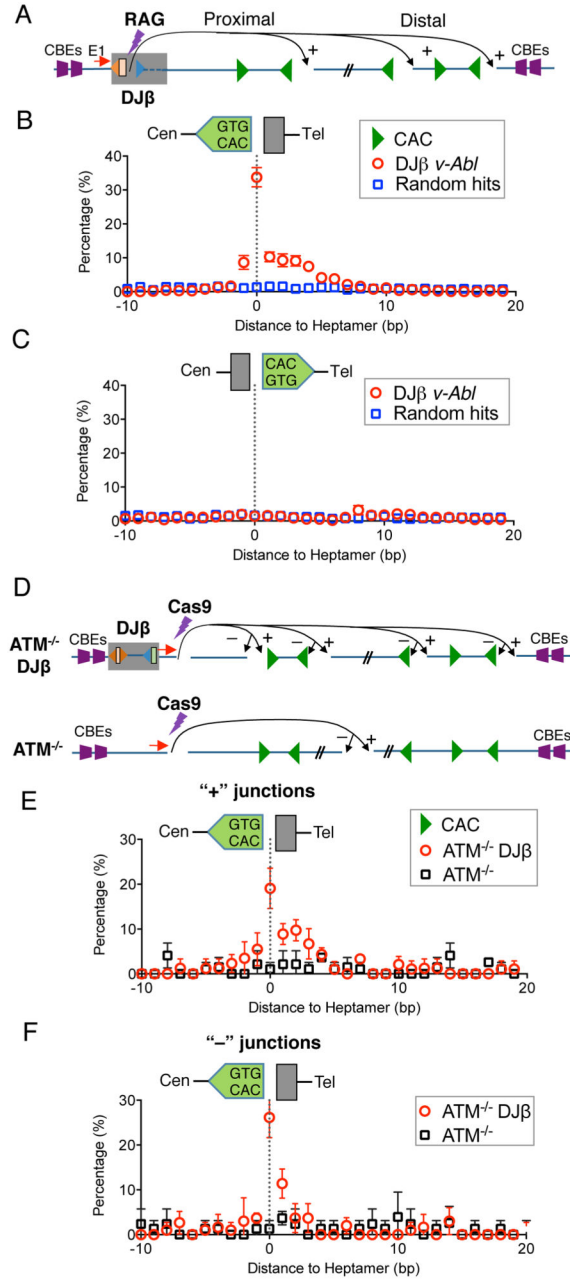 A
RAG
Proximal
Distal
CBEs
E1
+
+
+
CBEs
DJβ
B
Cen
GTG
CAC
Tel
CAC
DJβ v-Abl
Random hits
Percentage (%)
40
30
20
10
0
-10
0
10
20
Distance to Heptamer (bp)
C
Cen
CAC
GTG
Tel
DJβ v-Abl
Random hits
Percentage (%)
40
30
20
10
0
-10
0
10
20
Distance to Heptamer (bp)
D
Cas9
ATM-/-
DJβ
CBEs
DJβ
– +
– +
– +
– +
CBEs
Cas9
ATM-/-
CBEs
– +
CBEs
E
“+” junctions
Cen
GTG
CAC
Tel
CAC
ATM-/- DJβ
ATM-/-
Percentage (%)
30
20
10
0
-10
0
10
20
Distance to Heptamer (bp)
F
“–” junctions
Cen
GTG
CAC
Tel
ATM-/- DJβ
ATM-/-
Percentage (%)
30
20
10
0
-10
0
10
20
Distance to Heptamer (bp)